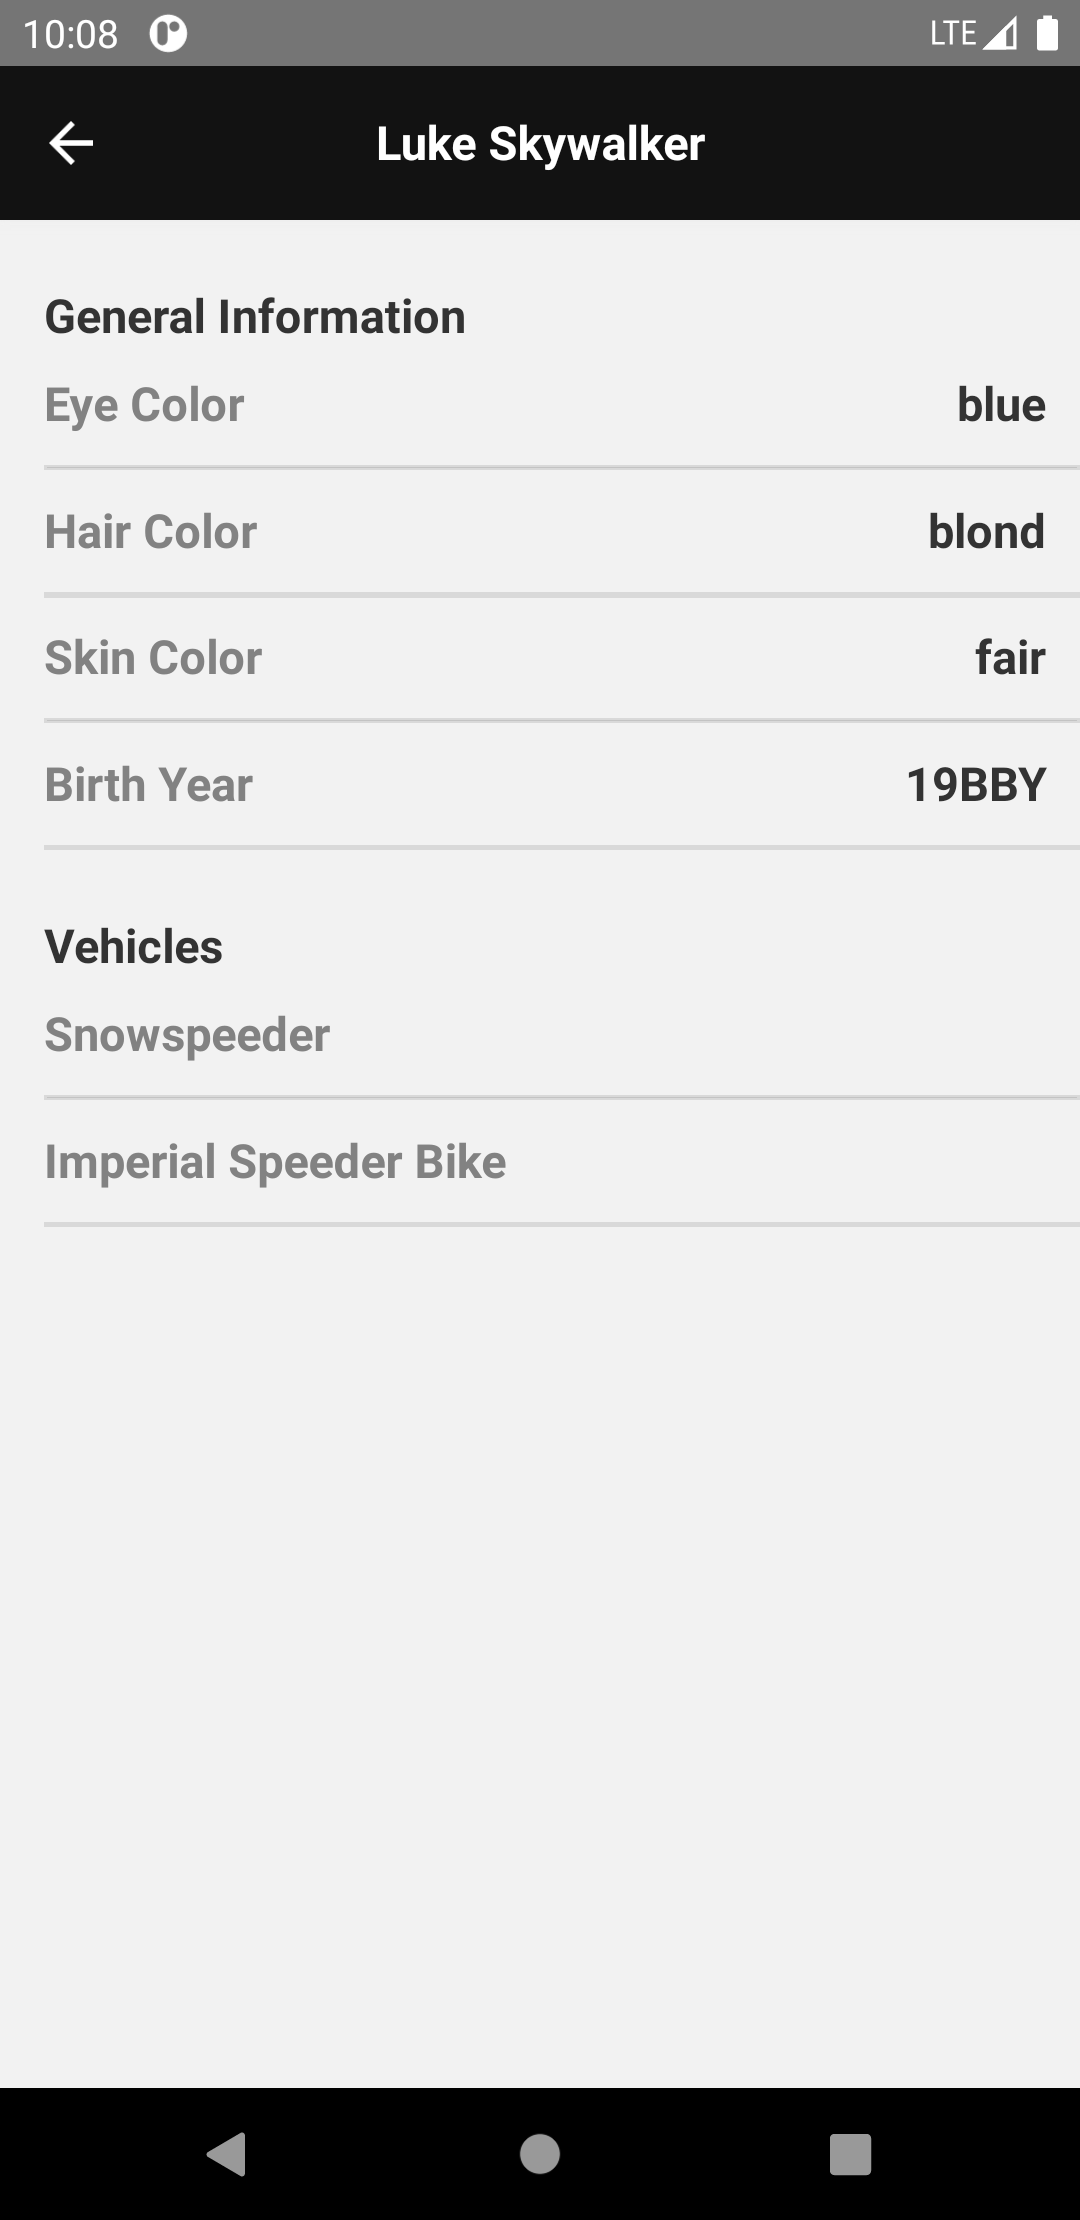 10:08 LTE
Luke Skywalker
General Information
Eye Color blue
Hair Color blond
Skin Color fair
Birth Year 19BBY
Vehicles
Snowspeeder
Imperial Speeder Bike